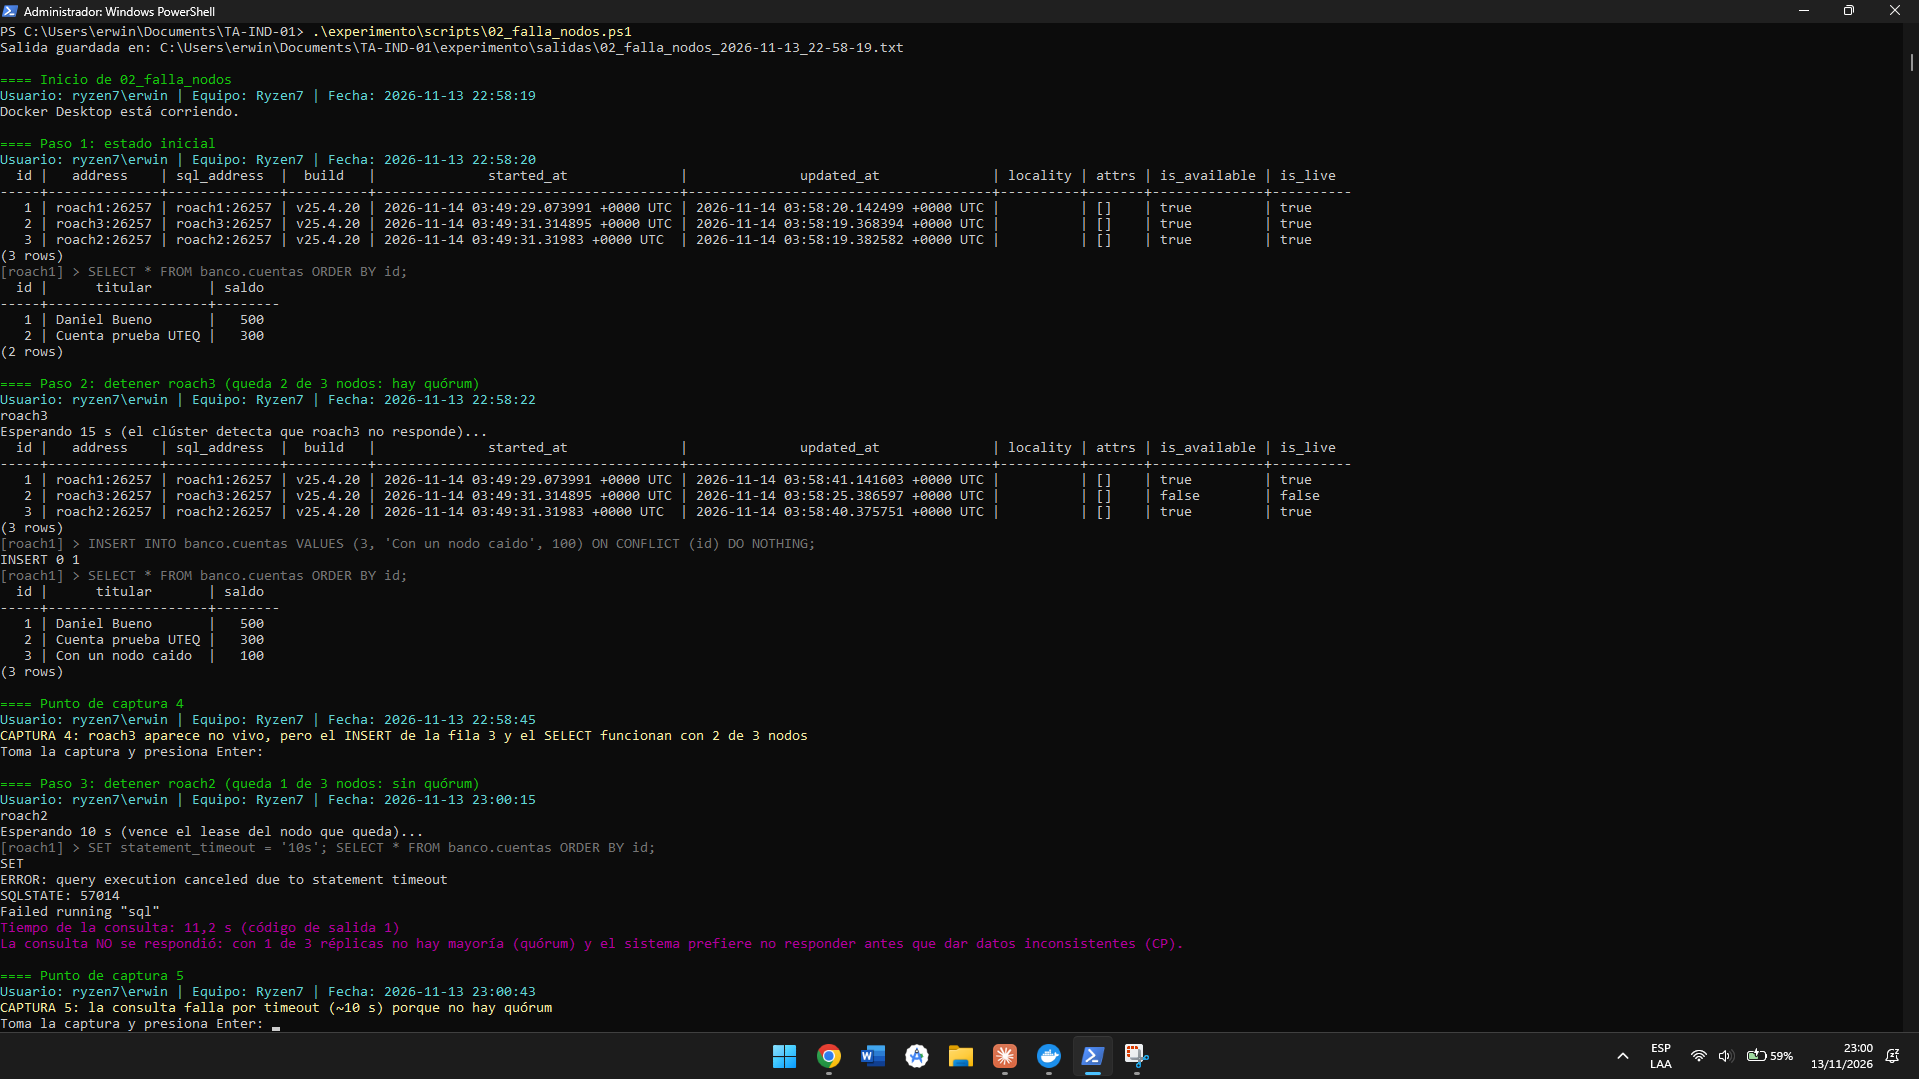 Administrador: Windows PowerShell
PS C:\Users\erwin\Documents\TA-IND-01> .\experimento\scripts\02_falla_nodos.ps1
Salida guardada en: C:\Users\erwin\Documents\TA-IND-01\experimento\salidas\02_falla_nodos_2026-11-13_22-58-19.txt
==== Inicio de 02_falla_nodos
Usuario: ryzen7\erwin | Equipo: Ryzen7 | Fecha: 2026-11-13 22:58:19
Docker Desktop está corriendo.
==== Paso 1: estado inicial
Usuario: ryzen7\erwin | Equipo: Ryzen7 | Fecha: 2026-11-13 22:58:20
id | address | sql_address | build | started_at | updated_at | locality | attrs | is_available | is_live
-----+--------------+--------------+----------+--------------------------------------+--------------------------------------+----------+-------+--------------+----------
1 | roach1:26257 | roach1:26257 | v25.4.20 | 2026-11-14 03:49:29.073991 +0000 UTC | 2026-11-14 03:58:20.142499 +0000 UTC | | [] | true | true
2 | roach3:26257 | roach3:26257 | v25.4.20 | 2026-11-14 03:49:31.314895 +0000 UTC | 2026-11-14 03:58:19.368394 +0000 UTC | | [] | true | true
3 | roach2:26257 | roach2:26257 | v25.4.20 | 2026-11-14 03:49:31.31983 +0000 UTC | 2026-11-14 03:58:19.382582 +0000 UTC | | [] | true | true
(3 rows)
[roach1] > SELECT * FROM banco.cuentas ORDER BY id;
id | titular | saldo
-----+--------------------+--------
1 | Daniel Bueno | 500
2 | Cuenta prueba UTEQ | 300
(2 rows)
==== Paso 2: detener roach3 (queda 2 de 3 nodos: hay quórum)
Usuario: ryzen7\erwin | Equipo: Ryzen7 | Fecha: 2026-11-13 22:58:22
roach3
Esperando 15 s (el clúster detecta que roach3 no responde)...
id | address | sql_address | build | started_at | updated_at | locality | attrs | is_available | is_live
-----+--------------+--------------+----------+--------------------------------------+--------------------------------------+----------+-------+--------------+----------
1 | roach1:26257 | roach1:26257 | v25.4.20 | 2026-11-14 03:49:29.073991 +0000 UTC | 2026-11-14 03:58:41.141603 +0000 UTC | | [] | true | true
2 | roach3:26257 | roach3:26257 | v25.4.20 | 2026-11-14 03:49:31.314895 +0000 UTC | 2026-11-14 03:58:25.386597 +0000 UTC | | [] | false | false
3 | roach2:26257 | roach2:26257 | v25.4.20 | 2026-11-14 03:49:31.31983 +0000 UTC | 2026-11-14 03:58:40.375751 +0000 UTC | | [] | true | true
(3 rows)
[roach1] > INSERT INTO banco.cuentas VALUES (3, 'Con un nodo caido', 100) ON CONFLICT (id) DO NOTHING;
INSERT 0 1
[roach1] > SELECT * FROM banco.cuentas ORDER BY id;
id | titular | saldo
-----+--------------------+--------
1 | Daniel Bueno | 500
2 | Cuenta prueba UTEQ | 300
3 | Con un nodo caido | 100
(3 rows)
==== Punto de captura 4
Usuario: ryzen7\erwin | Equipo: Ryzen7 | Fecha: 2026-11-13 22:58:45
CAPTURA 4: roach3 aparece no vivo, pero el INSERT de la fila 3 y el SELECT funcionan con 2 de 3 nodos
Toma la captura y presiona Enter:
==== Paso 3: detener roach2 (queda 1 de 3 nodos: sin quórum)
Usuario: ryzen7\erwin | Equipo: Ryzen7 | Fecha: 2026-11-13 23:00:15
roach2
Esperando 10 s (vence el lease del nodo que queda)...
[roach1] > SET statement_timeout = '10s'; SELECT * FROM banco.cuentas ORDER BY id;
SET
ERROR: query execution canceled due to statement timeout
SQLSTATE: 57014
Failed running "sql"
Tiempo de la consulta: 11,2 s (código de salida 1)
La consulta NO se respondió: con 1 de 3 réplicas no hay mayoría (quórum) y el sistema prefiere no responder antes que dar datos inconsistentes (CP).
==== Punto de captura 5
Usuario: ryzen7\erwin | Equipo: Ryzen7 | Fecha: 2026-11-13 23:00:43
CAPTURA 5: la consulta falla por timeout (~10 s) porque no hay quórum
Toma la captura y presiona Enter: _
ESP
LAA
59%
23:00
13/11/2026